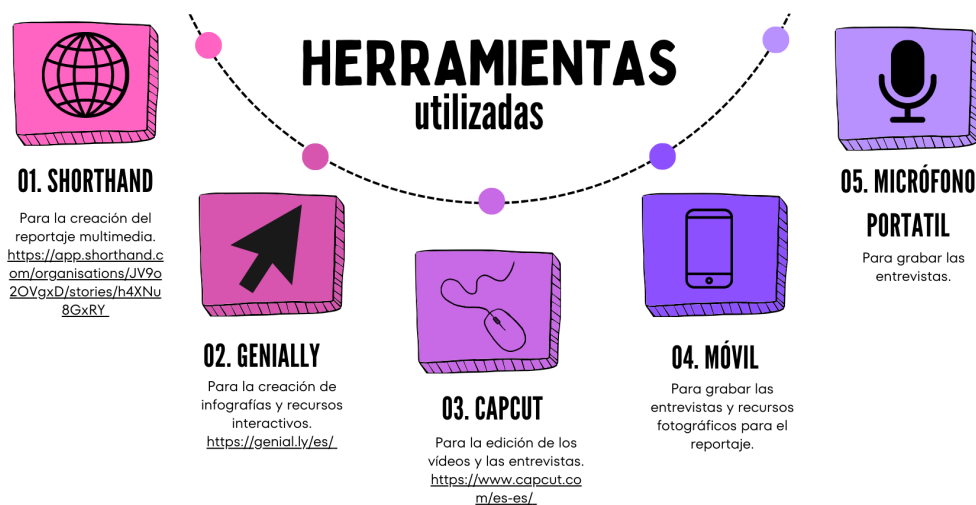 HERRAMIENTAS
utilizadas
01. SHORTHAND
Para la creación del
reportaje multimedia.
https://app.shorthand.c
om/organisations/JV9o
2OVgxD/stories/h4XNu
8GxRY
02. GENIALLY
Para la creación de
infografías y recursos
interactivos.
https://genial.ly/es/
03. CAPCUT
Para la edición de los
vídeos y las entrevistas.
https://www.capcut.co
m/es-es/
04. MÓVIL
Para grabar las
entrevistas y recursos
fotográficos para el
reportaje.
05. MICRÓFONO
PORTATIL
Para grabar las
entrevistas.